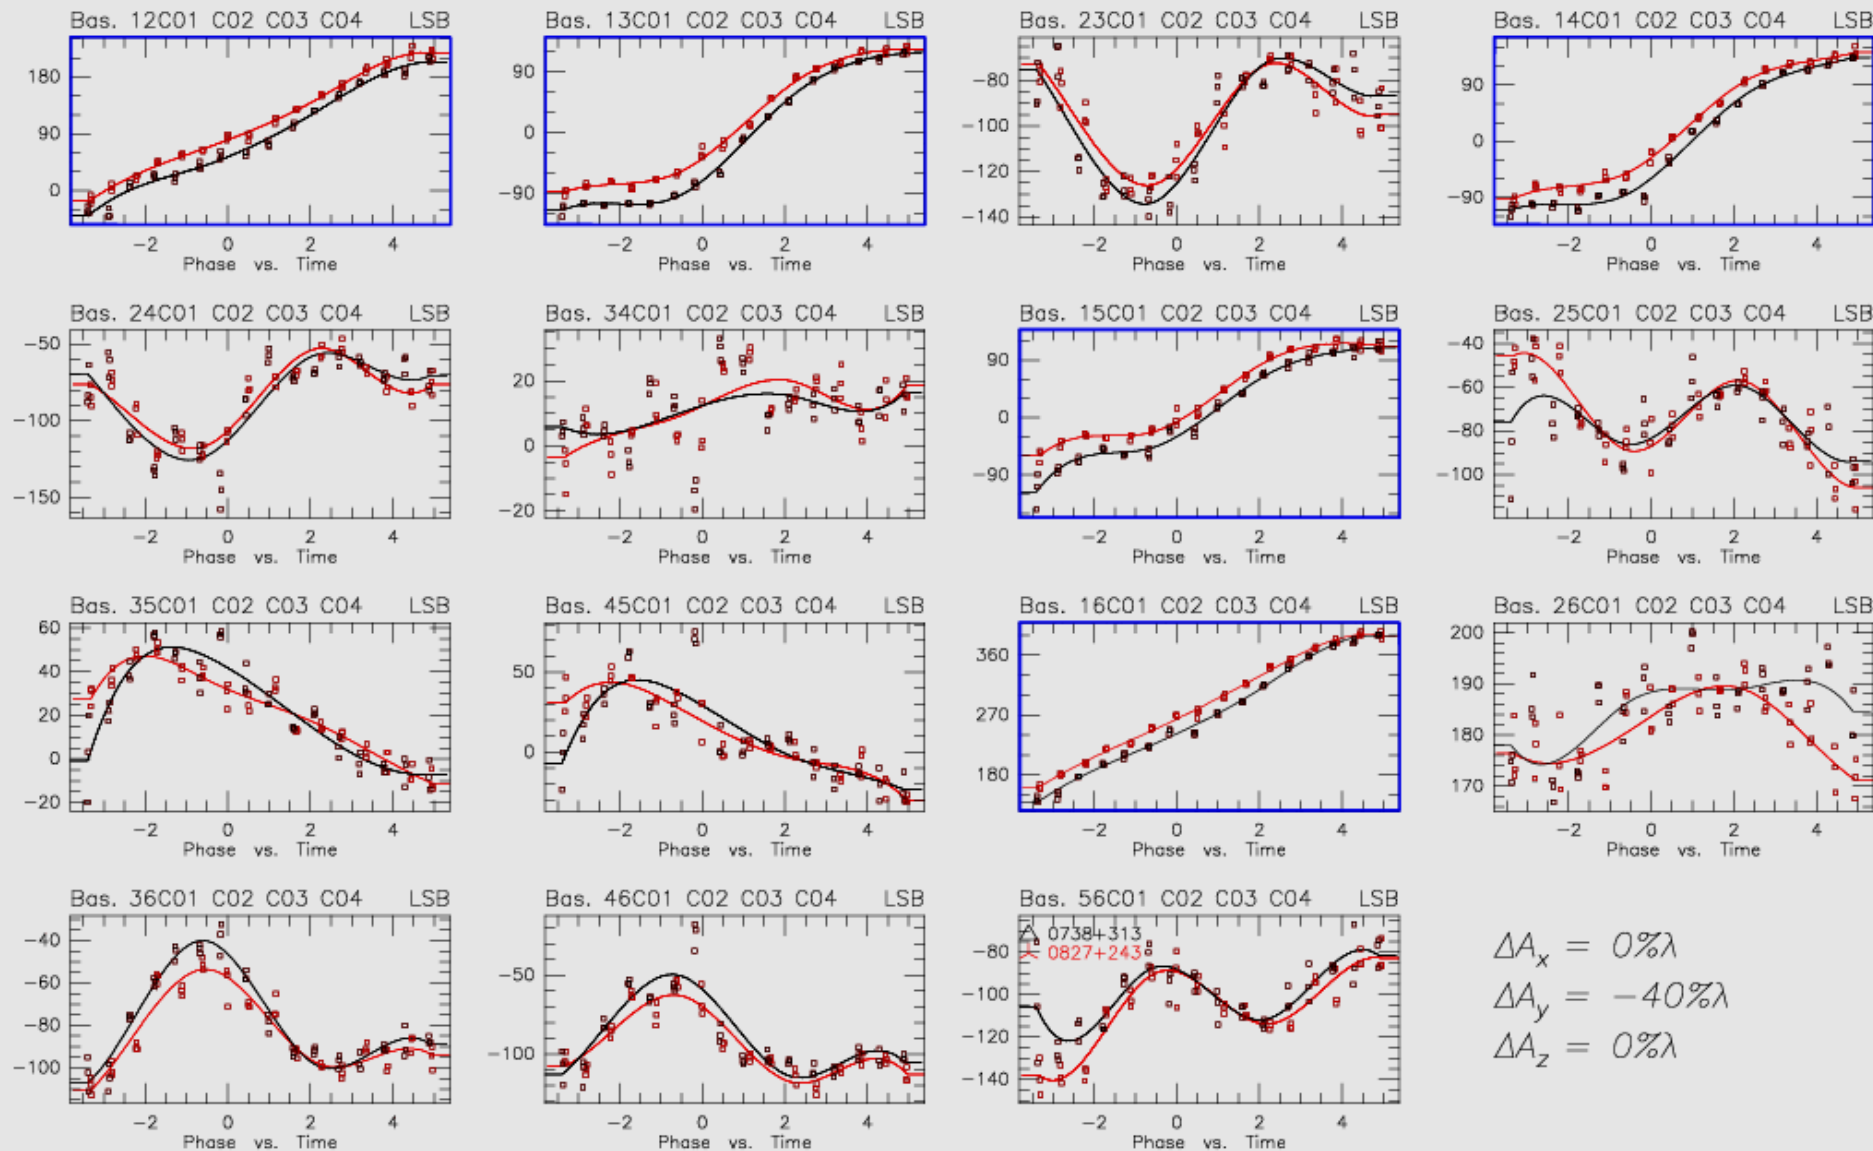 Bas. 12C01 C02 C03 C04 LSB
180
90
0
-2 0 2 4
Phase vs. Time
Bas. 13C01 C02 C03 C04 LSB
90
0
-90
-2 0 2 4
Phase vs. Time
Bas. 23C01 C02 C03 C04 LSB
-80
-100
-120
-140
-2 0 2 4
Phase vs. Time
Bas. 14C01 C02 C03 C04 LSB
90
0
-90
-2 0 2 4
Phase vs. Time
Bas. 24C01 C02 C03 C04 LSB
-50
-100
-150
-2 0 2 4
Phase vs. Time
Bas. 34C01 C02 C03 C04 LSB
20
0
-20
-2 0 2 4
Phase vs. Time
Bas. 15C01 C02 C03 C04 LSB
90
0
-90
-2 0 2 4
Phase vs. Time
Bas. 25C01 C02 C03 C04 LSB
-40
-60
-80
-100
-2 0 2 4
Phase vs. Time
Bas. 35C01 C02 C03 C04 LSB
60
40
20
0
-20
-2 0 2 4
Phase vs. Time
Bas. 45C01 C02 C03 C04 LSB
50
0
-2 0 2 4
Phase vs. Time
Bas. 16C01 C02 C03 C04 LSB
360
270
180
-2 0 2 4
Phase vs. Time
Bas. 26C01 C02 C03 C04 LSB
200
190
180
170
-2 0 2 4
Phase vs. Time
Bas. 36C01 C02 C03 C04 LSB
-40
-60
-80
-100
-2 0 2 4
Phase vs. Time
Bas. 46C01 C02 C03 C04 LSB
-50
-100
-2 0 2 4
Phase vs. Time
Bas. 56C01 C02 C03 C04 LSB
0738+313
0827+243
-80
-100
-120
-140
-2 0 2 4
Phase vs. Time
ΔAx = 0%λ
ΔAy = -40%λ
ΔAz = 0%λ